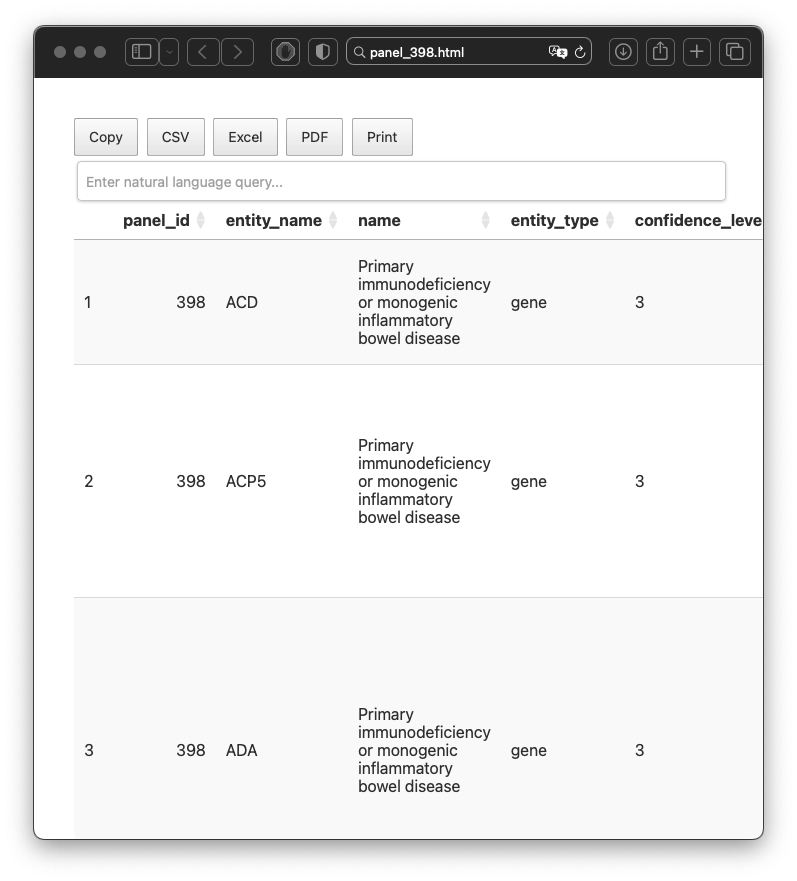 panel_398.html
Copy CSV Excel PDF Print
Enter natural language query...
panel_id entity_name name entity_type confidence_leve
Primary
immunodeficiency
1 398 ACD or monogenic gene 3
inflammatory
bowel disease
Primary
immunodeficiency
2 398 ACP5 or monogenic gene 3
inflammatory
bowel disease
Primary
immunodeficiency
3 398 ADA or monogenic gene 3
inflammatory
bowel disease